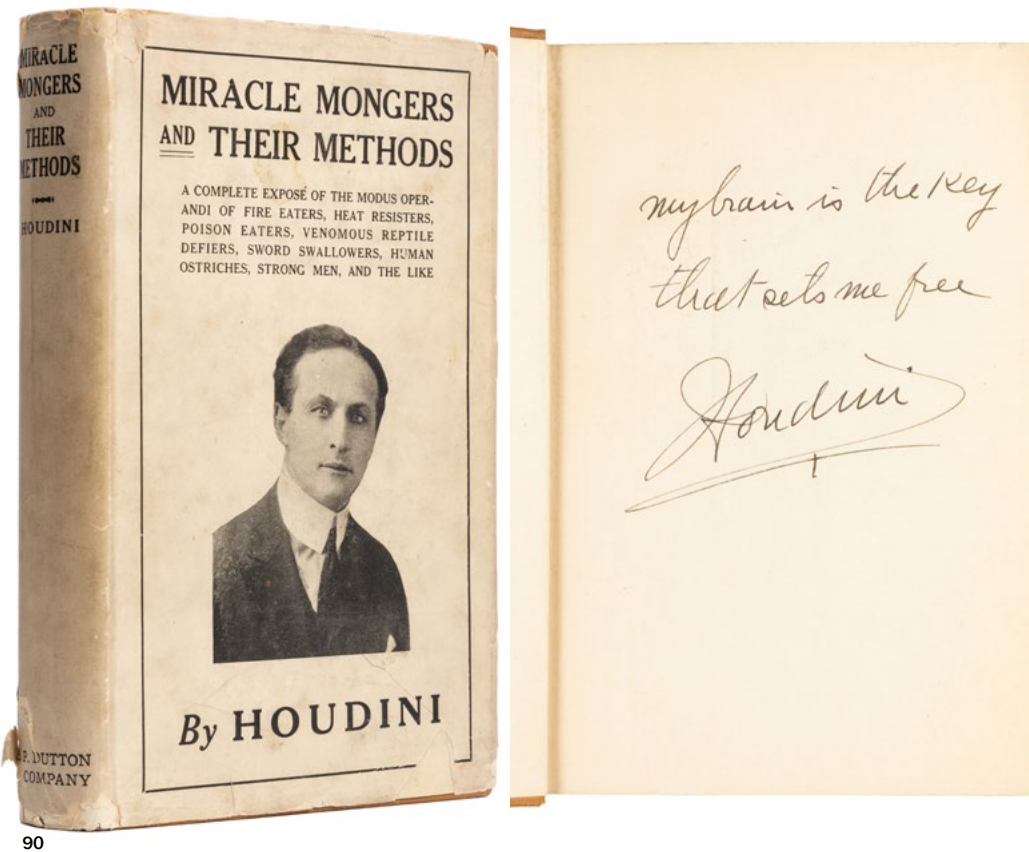 MIRACLE
MONGERS
AND
THEIR
METHODS
HOUDINI
P. DUTTON
COMPANY
MIRACLE MONGERS
AND THEIR METHODS
A COMPLETE EXPOSÉ OF THE MODUS OPER-
ANDI OF FIRE EATERS, HEAT RESISTERS,
POISON EATERS, VENOMOUS REPTILE
DEFIERS, SWORD SWALLOWERS, HUMAN
OSTRICHES, STRONG MEN, AND THE LIKE
By HOUDINI
my brain is the key
that sets me free
Houdini
90